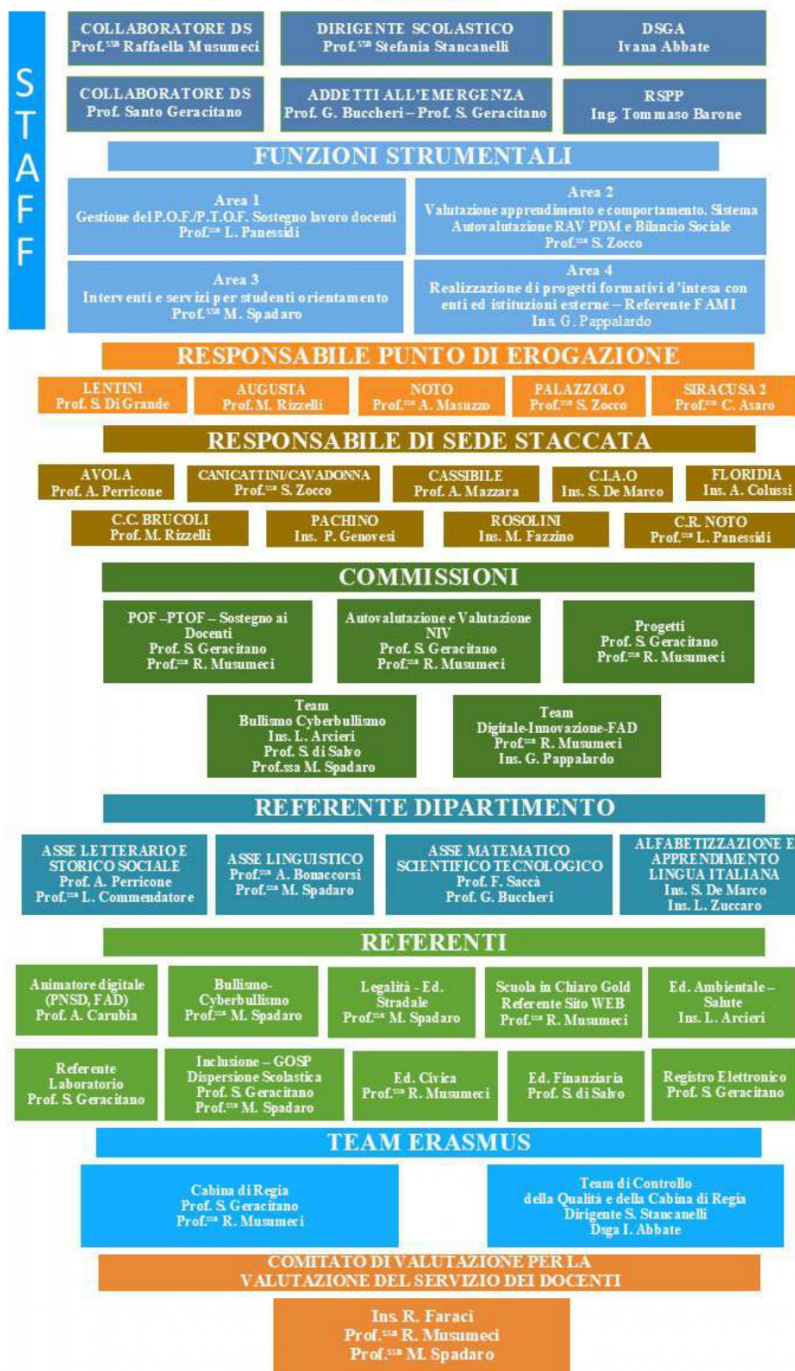 STAFF
COLLABORATORE DS
Prof.ssa Raffaella Musumeci
DIRIGENTE SCOLASTICO
Prof.ssa Stefania Stancanelli
DSGA
Ivana Abbate
COLLABORATORE DS
Prof. Santo Geracitano
ADDETTI ALL'EMERGENZA
Prof. G. Buccheri – Prof. S. Geracitano
RSPP
Ing. Tommaso Barone
FUNZIONI STRUMENTALI
Area 1
Gestione del P.O.F./P.T.O.F. Sostegno lavoro docenti
Prof.ssa L. Panessidi
Area 2
Valutazione apprendimento e comportamento. Sistema
Autovalutazione RAV PDM e Bilancio Sociale
Prof.ssa S. Zocco
Area 3
Interventi e servizi per studenti orientamento
Prof.ssa M. Spadaro
Area 4
Realizzazione di progetti formativi d'intesa con
enti ed istituzioni esterne – Referente FAMI
Ins. G. Pappalardo
RESPONSABILE PUNTO DI EROGAZIONE
LENTINI
Prof. S. Di Grande
AUGUSTA
Prof. M. Rizzelli
NOTO
Prof.ssa A. Masuzzo
PALAZZOLO
Prof.ssa S. Zocco
SIRACUSA 2
Prof.ssa C. Asaro
RESPONSABILE DI SEDE STACCATA
AVOLA
Prof. A. Perricone
CANICATTINI/CAVADONNA
Prof.ssa S. Zocco
CASSIBILE
Prof. A. Mazzara
C.I.A.O
Ins. S. De Marco
FLORIDIA
Ins. A. Colussi
C.C. BRUCOLI
Prof. M. Rizzelli
PACHINO
Ins. P. Genovesi
ROSOLINI
Ins. M. Fazzino
C.R. NOTO
Prof.ssa L. Panessidi
COMMISSIONI
POF –PTOF – Sostegno ai
Docenti
Prof. S. Geracitano
Prof.ssa R. Musumeci
Autovalutazione e Valutazione
NIV
Prof. S. Geracitano
Prof.ssa R. Musumeci
Progetti
Prof. S. Geracitano
Prof.ssa R. Musumeci
Team
Bullismo Cyberbullismo
Ins. L. Arcieri
Prof. S. di Salvo
Prof.ssa M. Spadaro
Team
Digitale-Innovazione-FAD
Prof.ssa R. Musumeci
Ins. G. Pappalardo
REFERENTE DIPARTIMENTO
ASSE LETTERARIO E
STORICO SOCIALE
Prof. A. Perricone
Prof.ssa L. Commendatore
ASSE LINGUISTICO
Prof.ssa A. Bonaccorsi
Prof.ssa M. Spadaro
ASSE MATEMATICO
SCIENTIFICO TECNOLOGICO
Prof. F. Saccà
Prof. G. Buccheri
ALFABETIZZAZIONE E
APPRENDIMENTO
LINGUA ITALIANA
Ins. S. De Marco
Ins. L. Zuccaro
REFERENTI
Animatore digitale
(PNSD, FAD)
Prof. A. Carubia
Bullismo-
Cyberbullismo
Prof.ssa M. Spadaro
Legalità - Ed.
Stradale
Prof.ssa M. Spadaro
Scuola in Chiaro Gold
Referente Sito WEB
Prof.ssa R. Musumeci
Ed. Ambientale –
Salute
Ins. L. Arcieri
Referente
Laboratorio
Prof. S. Geracitano
Inclusione – GOSP
Dispersione Scolastica
Prof. S. Geracitano
Prof.ssa M. Spadaro
Ed. Civica
Prof.ssa R. Musumeci
Ed. Finanziaria
Prof. S. di Salvo
Registro Elettronico
Prof. S. Geracitano
TEAM ERASMUS
Cabina di Regia
Prof. S. Geracitano
Prof.ssa R. Musumeci
Team di Controllo
della Qualità e della Cabina di Regia
Dirigente S. Stancanelli
Dsga I. Abbate
COMITATO DI VALUTAZIONE PER LA
VALUTAZIONE DEL SERVIZIO DEI DOCENTI
Ins. R. Faraci
Prof.ssa R. Musumeci
Prof.ssa M. Spadaro